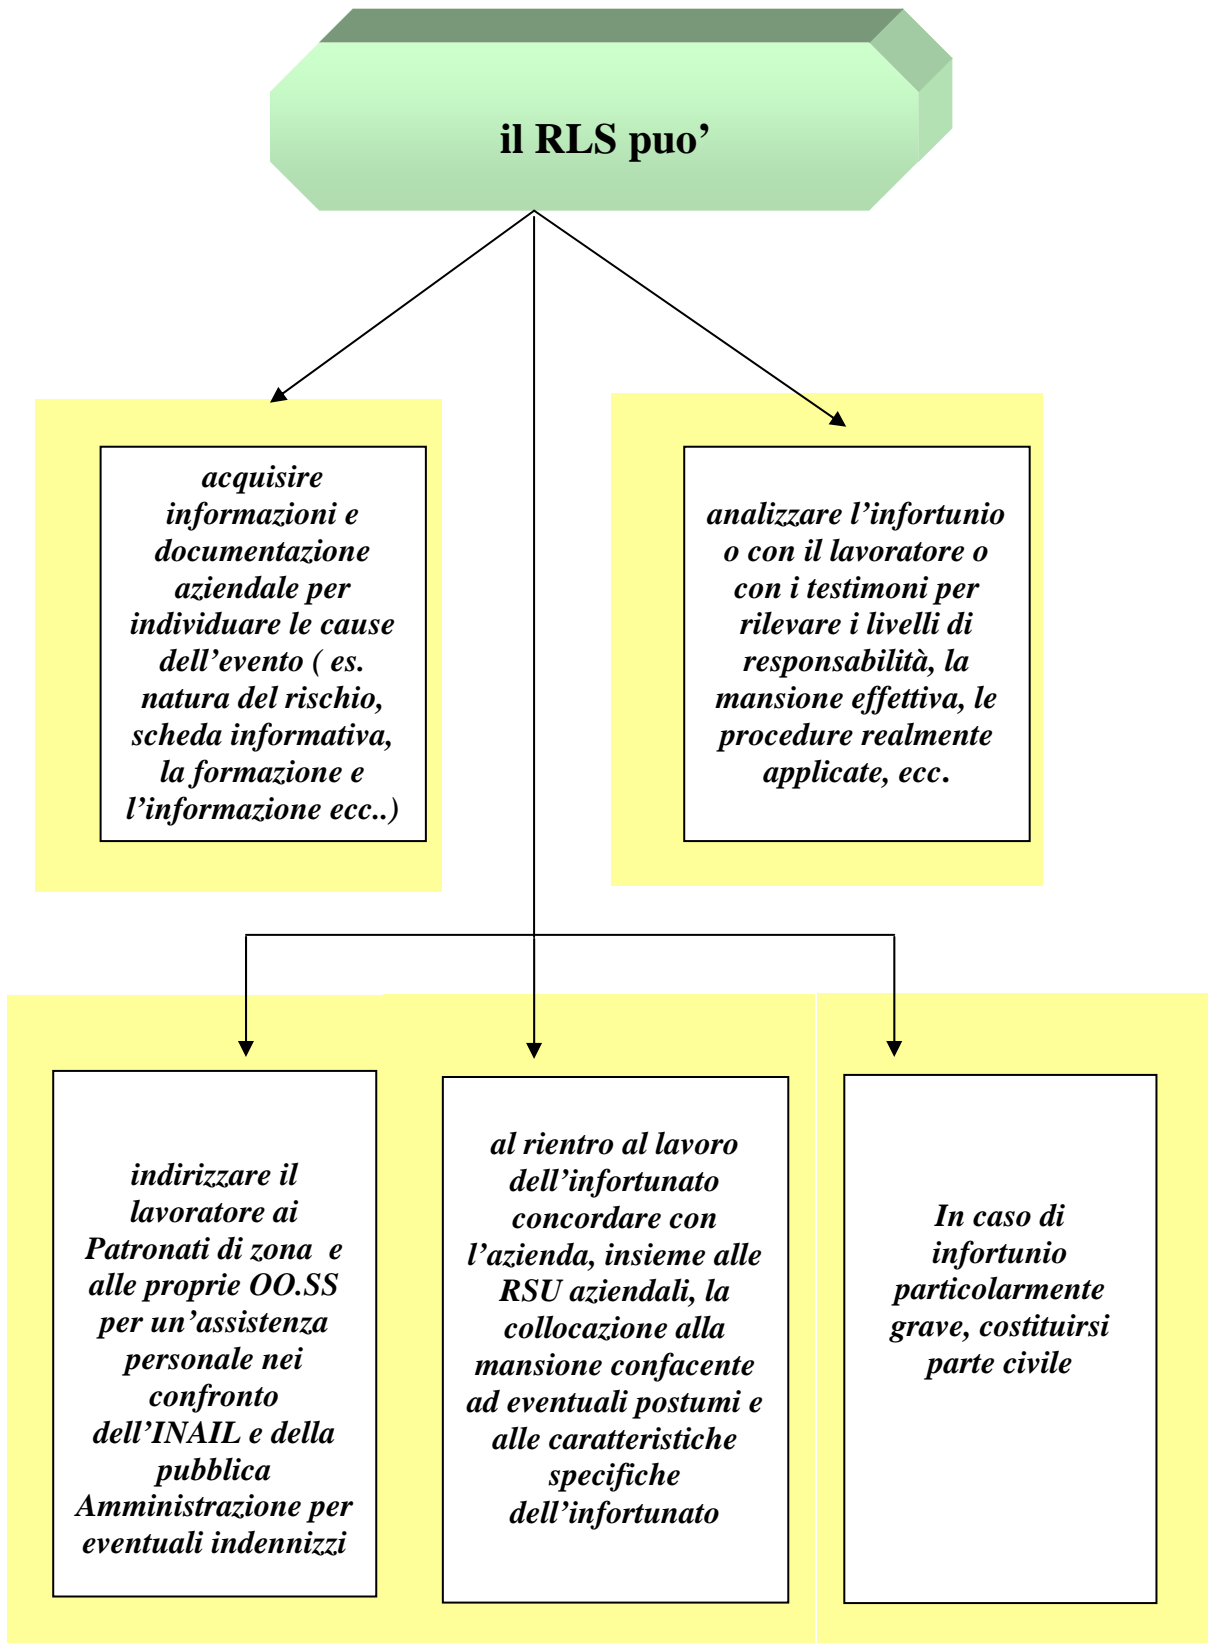 il RLS puo’
acquisire
informazioni e
documentazione
aziendale per
individuare le cause
dell’evento ( es.
natura del rischio,
scheda informativa,
la formazione e
l’informazione ecc..)
analizzare l’infortunio
o con il lavoratore o
con i testimoni per
rilevare i livelli di
responsabilità, la
mansione effettiva, le
procedure realmente
applicate, ecc.
indirizzare il
lavoratore ai
Patronati di zona  e
alle proprie OO.SS
per un’assistenza
personale nei
confronto
dell’INAIL e della
pubblica
Amministrazione per
eventuali indennizzi
al rientro al lavoro
dell’infortunato
concordare con
l’azienda, insieme alle
RSU aziendali, la
collocazione alla
mansione confacente
ad eventuali postumi e
alle caratteristiche
specifiche
dell’infortunato
In caso di
infortunio
particolarmente
grave, costituirsi
parte civile